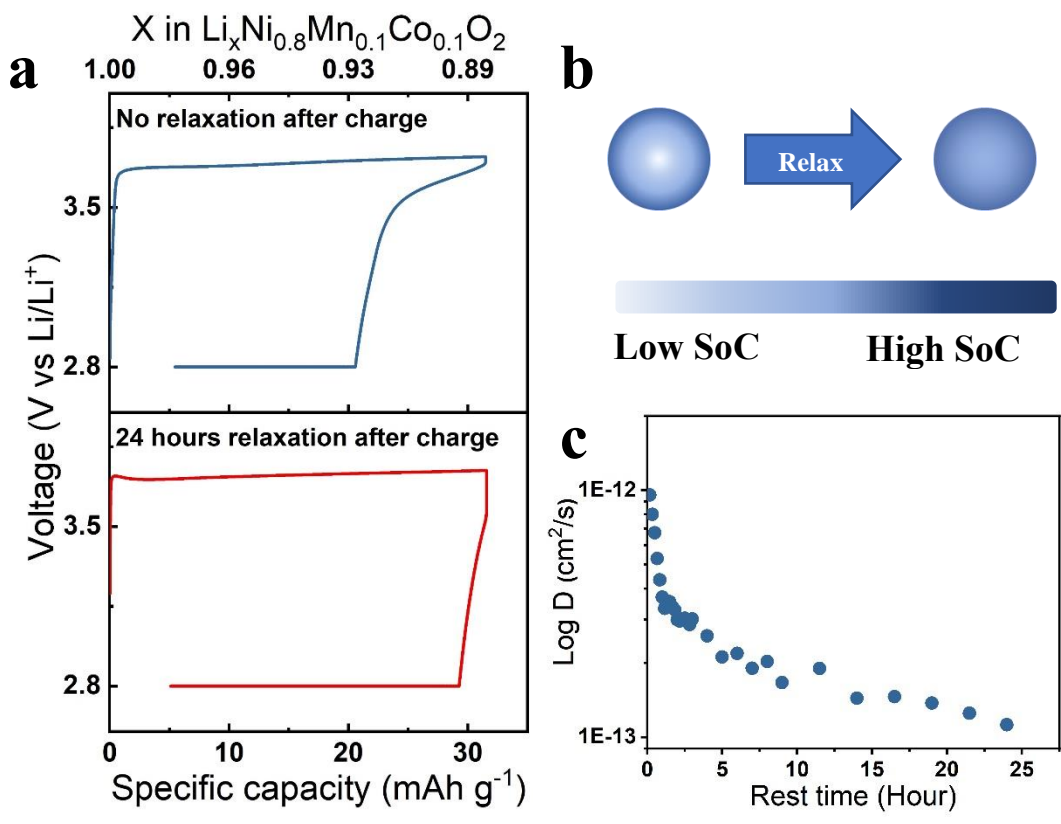 X in LiₓNi₀.₈Mn₀.₁Co₀.₁O₂
a
1.00 0.96 0.93 0.89
No relaxation after charge
3.5
2.8
24 hours relaxation after charge
3.5
2.8
Voltage (V vs Li/Li⁺)
0 10 20 30
Specific capacity (mAh g⁻¹)
b
Relax
Low SoC High SoC
c
1E-12
1E-13
Log D (cm²/s)
0 5 10 15 20 25
Rest time (Hour)